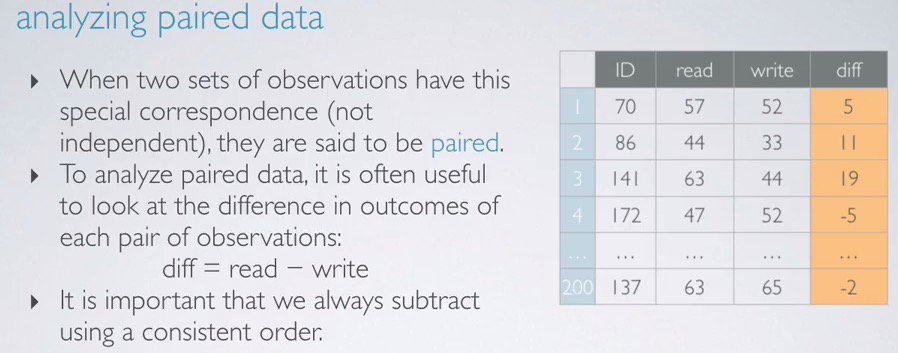 analyzing paired data
▸ When two sets of observations have this
special correspondence (not
independent), they are said to be paired.
▸ To analyze paired data, it is often useful
to look at the difference in outcomes of
each pair of observations:
diff = read − write
▸ It is important that we always subtract
using a consistent order.
ID read write diff
1 70 57 52 5
2 86 44 33 11
3 141 63 44 19
4 172 47 52 -5
... ... ... ... ...
200 137 63 65 -2